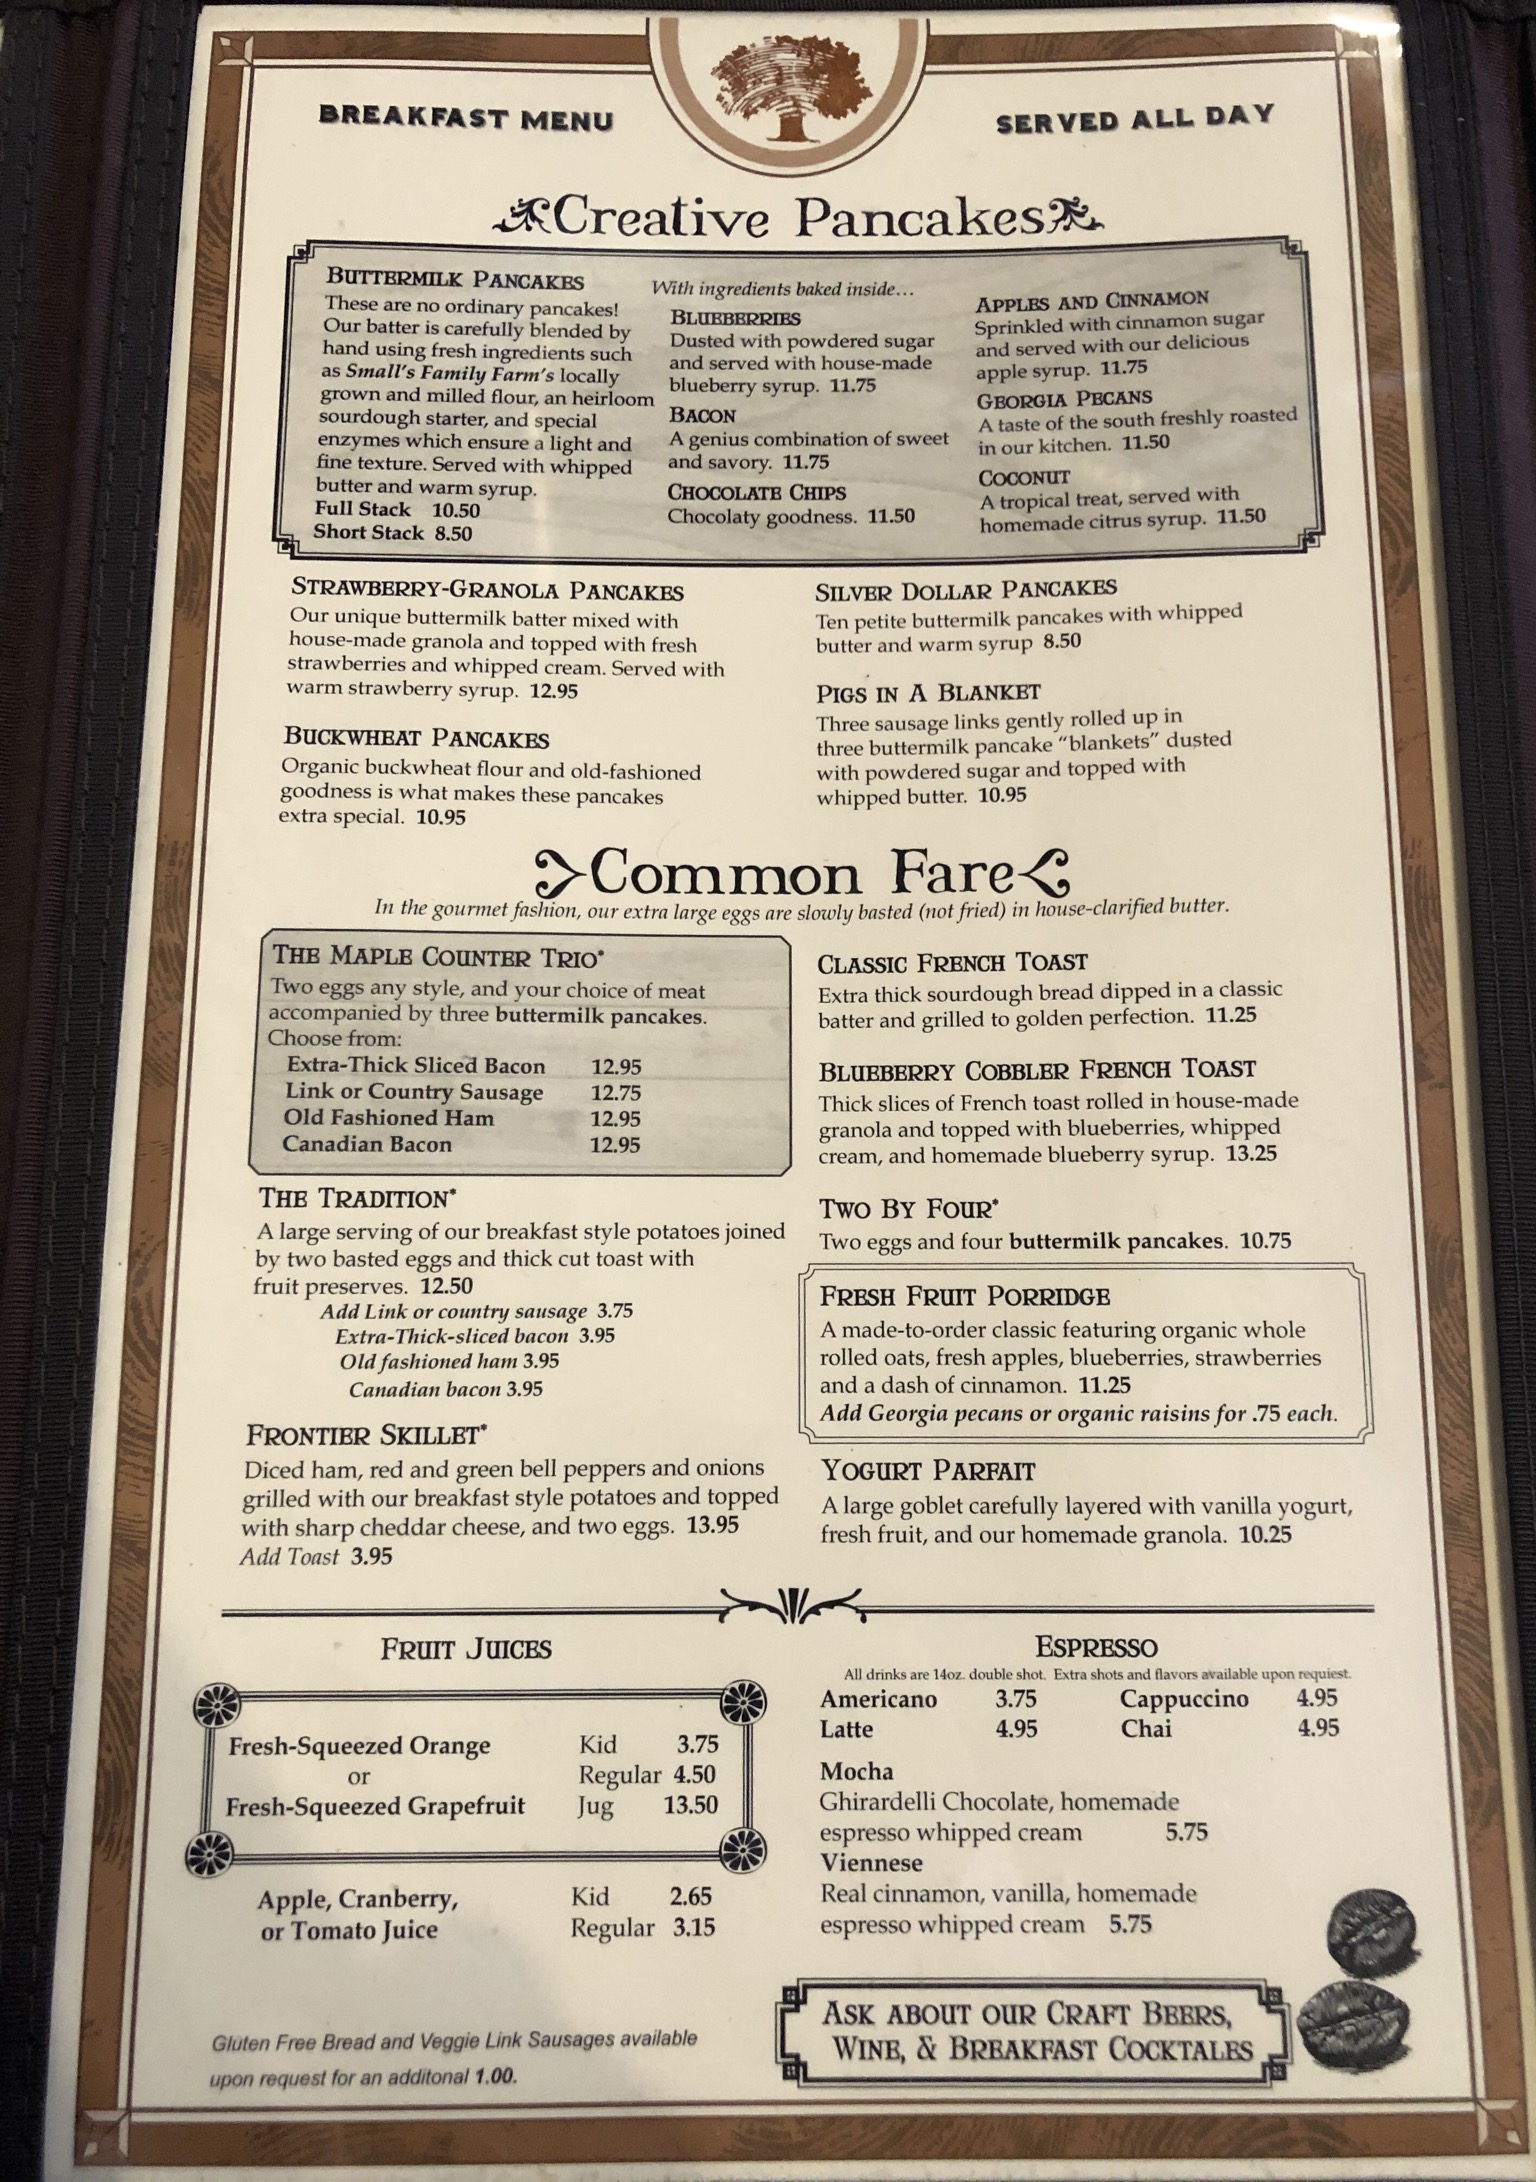 BREAKFAST MENU
SERVED ALL DAY
Creative Pancakes
BUTTERMILK PANCAKES
These are no ordinary pancakes!
Our batter is carefully blended by
hand using fresh ingredients such
as Small's Family Farm's locally
grown and milled flour, an heirloom
sourdough starter, and special
enzymes which ensure a light and
fine texture. Served with whipped
butter and warm syrup.
Full Stack 10.50
Short Stack 8.50
With ingredients baked inside...
BLUEBERRIES
Dusted with powdered sugar
and served with house-made
blueberry syrup. 11.75
BACON
A genius combination of sweet
and savory. 11.75
CHOCOLATE CHIPS
Chocolaty goodness. 11.50
APPLES AND CINNAMON
Sprinkled with cinnamon sugar
and served with our delicious
apple syrup. 11.75
GEORGIA PECANS
A taste of the south freshly roasted
in our kitchen. 11.50
COCONUT
A tropical treat, served with
homemade citrus syrup. 11.50
STRAWBERRY-GRANOLA PANCAKES
Our unique buttermilk batter mixed with
house-made granola and topped with fresh
strawberries and whipped cream. Served with
warm strawberry syrup. 12.95
BUCKWHEAT PANCAKES
Organic buckwheat flour and old-fashioned
goodness is what makes these pancakes
extra special. 10.95
SILVER DOLLAR PANCAKES
Ten petite buttermilk pancakes with whipped
butter and warm syrup 8.50
PIGS IN A BLANKET
Three sausage links gently rolled up in
three buttermilk pancake "blankets" dusted
with powdered sugar and topped with
whipped butter. 10.95
Common Fare
In the gourmet fashion, our extra large eggs are slowly basted (not fried) in house-clarified butter.
THE MAPLE COUNTER TRIO*
Two eggs any style, and your choice of meat
accompanied by three buttermilk pancakes.
Choose from:
Extra-Thick Sliced Bacon 12.95
Link or Country Sausage 12.75
Old Fashioned Ham 12.95
Canadian Bacon 12.95
THE TRADITION*
A large serving of our breakfast style potatoes joined
by two basted eggs and thick cut toast with
fruit preserves. 12.50
Add Link or country sausage 3.75
Extra-Thick-sliced bacon 3.95
Old fashioned ham 3.95
Canadian bacon 3.95
FRONTIER SKILLET*
Diced ham, red and green bell peppers and onions
grilled with our breakfast style potatoes and topped
with sharp cheddar cheese, and two eggs. 13.95
Add Toast 3.95
CLASSIC FRENCH TOAST
Extra thick sourdough bread dipped in a classic
batter and grilled to golden perfection. 11.25
BLUEBERRY COBBLER FRENCH TOAST
Thick slices of French toast rolled in house-made
granola and topped with blueberries, whipped
cream, and homemade blueberry syrup. 13.25
TWO BY FOUR*
Two eggs and four buttermilk pancakes. 10.75
FRESH FRUIT PORRIDGE
A made-to-order classic featuring organic whole
rolled oats, fresh apples, blueberries, strawberries
and a dash of cinnamon. 11.25
Add Georgia pecans or organic raisins for .75 each.
YOGURT PARFAIT
A large goblet carefully layered with vanilla yogurt,
fresh fruit, and our homemade granola. 10.25
FRUIT JUICES
Fresh-Squeezed Orange Kid 3.75
or Regular 4.50
Fresh-Squeezed Grapefruit Jug 13.50
Apple, Cranberry, Kid 2.65
or Tomato Juice Regular 3.15
ESPRESSO
All drinks are 14oz. double shot. Extra shots and flavors available upon requiest.
Americano 3.75 Cappuccino 4.95
Latte 4.95 Chai 4.95
Mocha
Ghirardelli Chocolate, homemade
espresso whipped cream 5.75
Viennese
Real cinnamon, vanilla, homemade
espresso whipped cream 5.75
Gluten Free Bread and Veggie Link Sausages available
upon request for an additonal 1.00.
ASK ABOUT OUR CRAFT BEERS,
WINE, & BREAKFAST COCKTALES